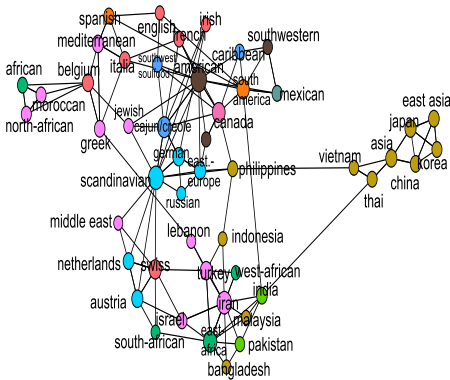 spanish
english
irish
french
mediterranean
southwestern
caribbean
southwest
soulfood
italia
american
african
belgium
south
america
mexican
moroccan
north-african
jewish
canada
cajun/creole
greek
east asia
japan
asia
korea
china
vietnam
thai
german
east.-
europe
philippines
scandinavian
russian
middle east
lebanon
indonesia
netherlands
swiss
turkey
west-african
india
austria
iran
israel
malaysia
south-african
east-
africa
pakistan
bangladesh